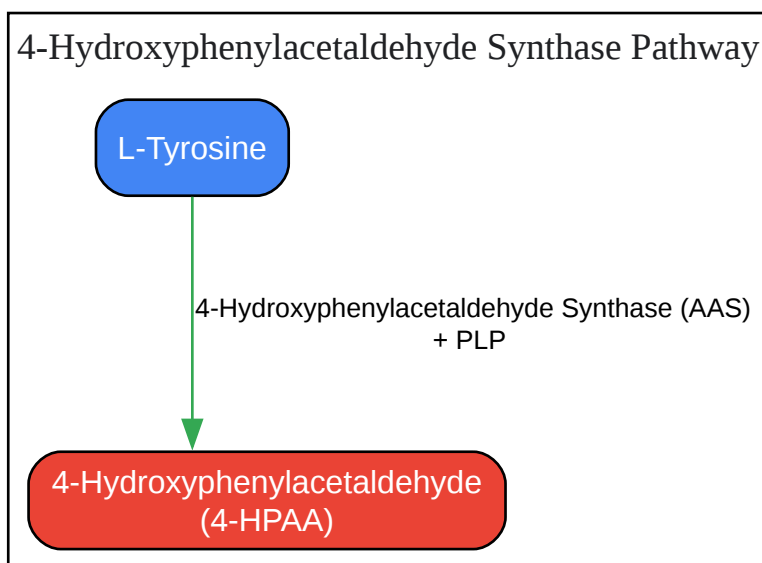 4-Hydroxyphenylacetaldehyde Synthase Pathway
L-Tyrosine
4-Hydroxyphenylacetaldehyde Synthase (AAS)
+ PLP
4-Hydroxyphenylacetaldehyde
(4-HPAA)